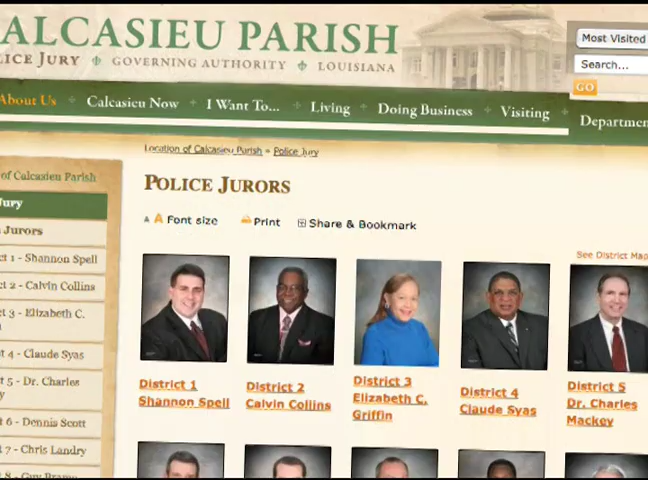 ALCASIEU PARISH
LICE JURY GOVERNING AUTHORITY LOUISIANA
Most Visited
Search...
GO
About Us Calcasieu Now I Want To... Living Doing Business Visiting Departmen
Location of Calcasieu Parish » Police Jury
of Calcasieu Parish
POLICE JURORS
Jury
A A Font size Print Share & Bookmark
Jurors
See District Map
ct 1 - Shannon Spell
ct 2 - Calvin Collins
ct 3 - Elizabeth C.
t 4 - Claude Syas
t 5 - Dr. Charles
y
t 6 - Dennis Scott
t 7 - Chris Landry
District 1
Shannon Spell
District 2
Calvin Collins
District 3
Elizabeth C.
Griffin
District 4
Claude Syas
District 5
Dr. Charles
Mackey